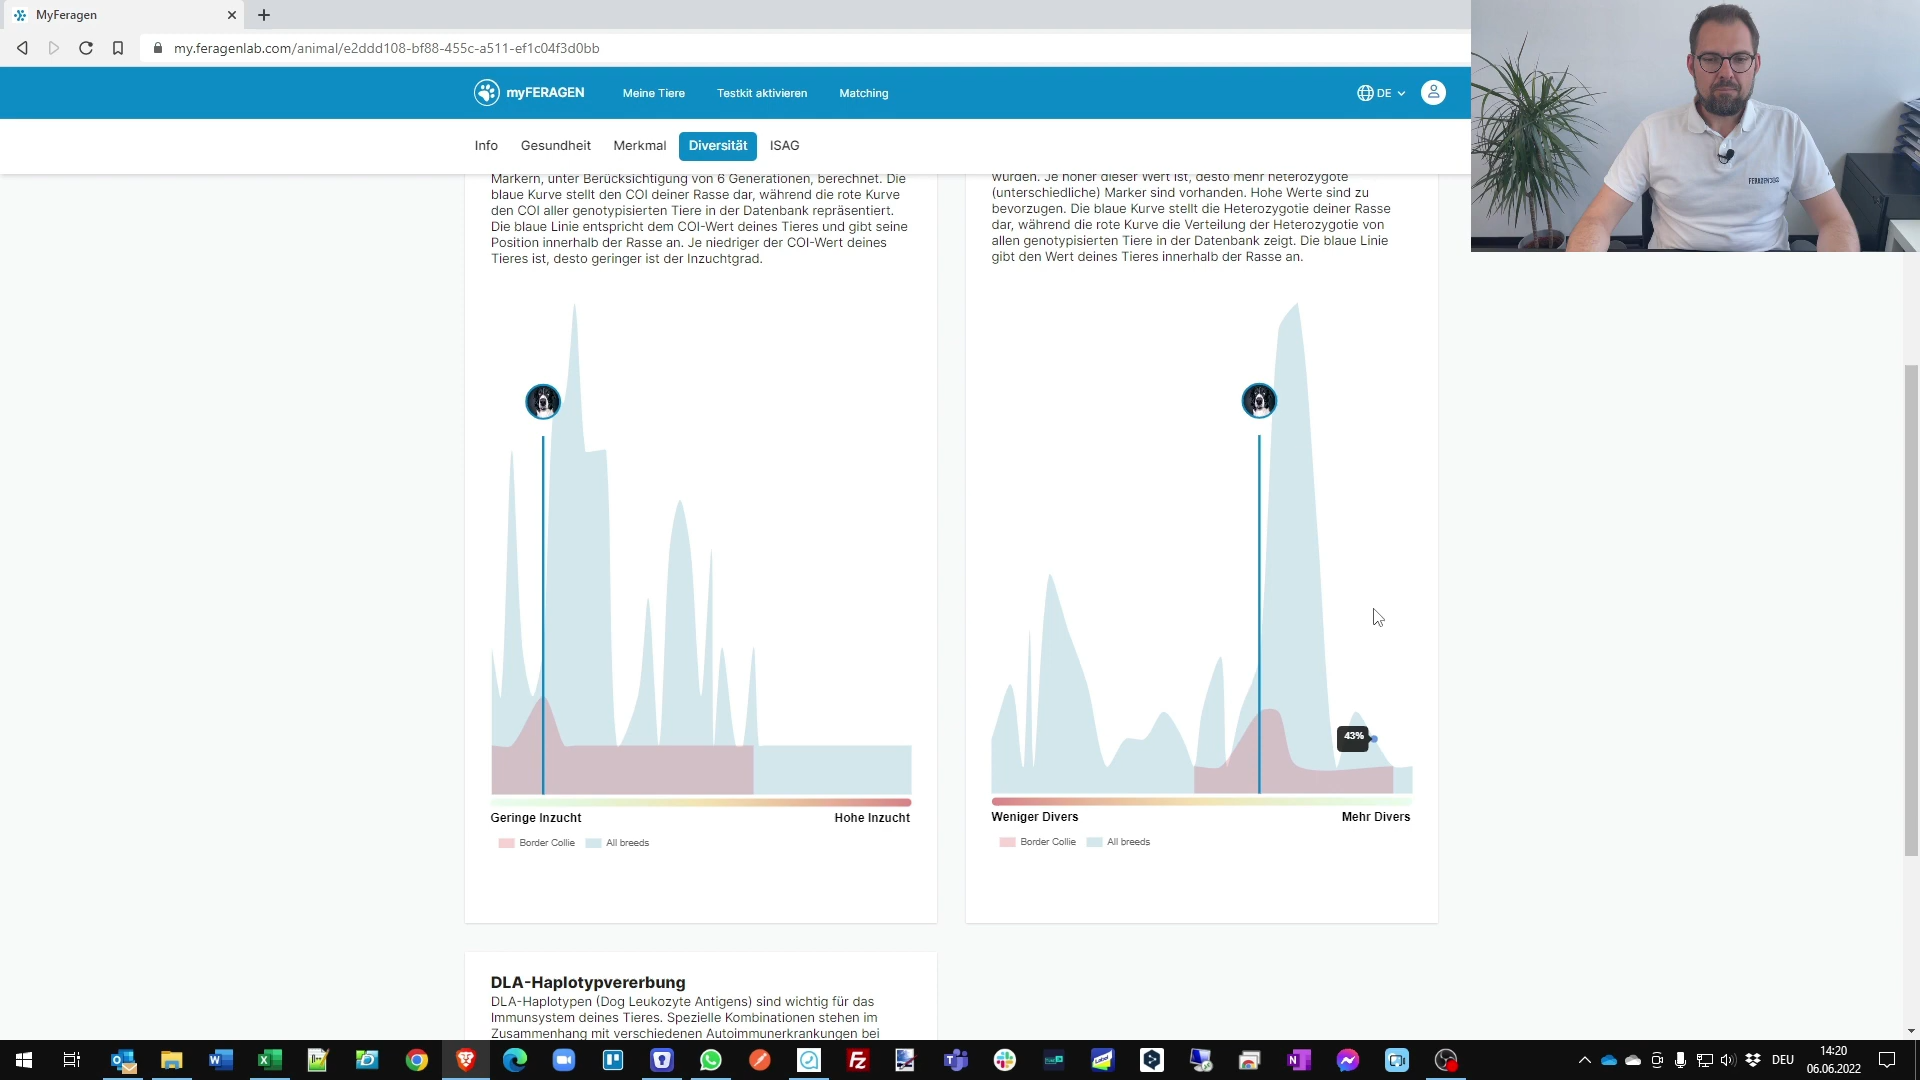 MyFeragen
my.feragenlab.com/animal/e2ddd108-bf88-455c-a511-ef1c04f3d0bb
myFERAGEN
Meine Tiere
Testkit aktivieren
Matching
DE
Info
Gesundheit
Merkmal
Diversität
ISAG
Markern, unter Berücksichtigung von 6 Generationen, berechnet. Die
blaue Kurve stellt den COI deiner Rasse dar, während die rote Kurve
den COI aller genotypisierten Tiere in der Datenbank repräsentiert.
Die blaue Linie entspricht dem COI-Wert deines Tieres und gibt seine
Position innerhalb der Rasse an. Je niedriger der COI-Wert deines
Tieres ist, desto geringer ist der Inzuchtgrad.
Geringe Inzucht
Hohe Inzucht
Border Collie
All breeds
wurden. Je höher dieser Wert ist, desto mehr heterozygote
(unterschiedliche) Marker sind vorhanden. Hohe Werte sind zu
bevorzugen. Die blaue Kurve stellt die Heterozygotie deiner Rasse
dar, während die rote Kurve die Verteilung der Heterozygotie von
allen genotypisierten Tiere in der Datenbank zeigt. Die blaue Linie
gibt den Wert deines Tieres innerhalb der Rasse an.
43%
Weniger Divers
Mehr Divers
Border Collie
All breeds
DLA-Haplotypvererbung
DLA-Haplotypen (Dog Leukozyte Antigens) sind wichtig für das
Immunsystem deines Tieres. Spezielle Kombinationen stehen im
Zusammenhang mit verschiedenen Autoimmunerkrankungen bei
DEU
14:20
06.06.2022